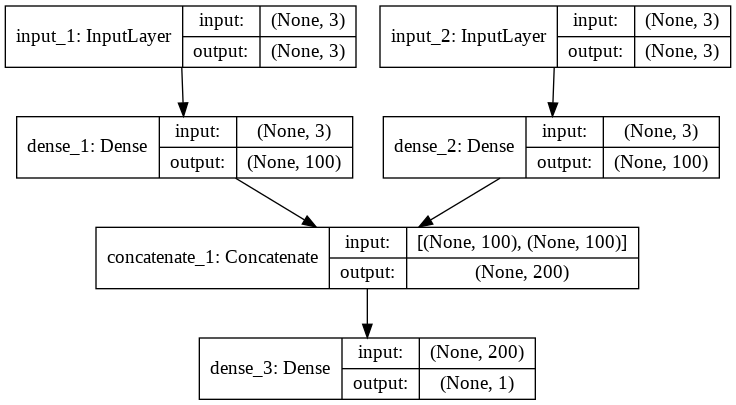 input_1: InputLayer
input: (None, 3)
output: (None, 3)
input_2: InputLayer
input: (None, 3)
output: (None, 3)
dense_1: Dense
input: (None, 3)
output: (None, 100)
dense_2: Dense
input: (None, 3)
output: (None, 100)
concatenate_1: Concatenate
input: [(None, 100), (None, 100)]
output: (None, 200)
dense_3: Dense
input: (None, 200)
output: (None, 1)